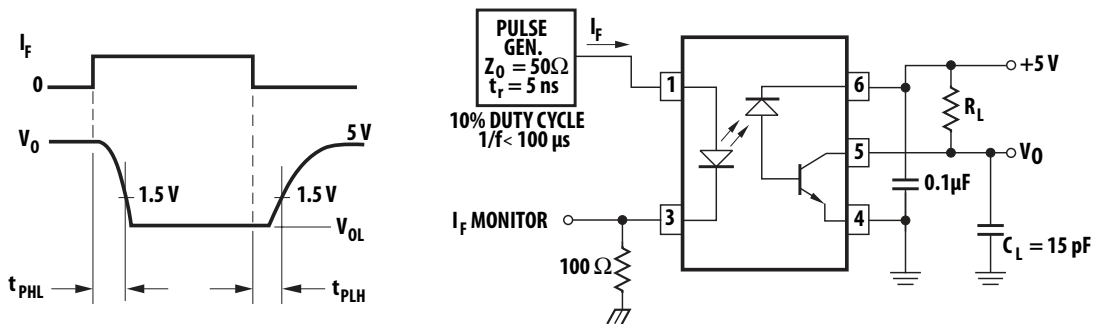 I_F
0
V_O
5 V
1.5 V
1.5 V
V_OL
t_PHL
t_PLH
PULSE
GEN.
Z_O = 50Ω
t_r = 5 ns
I_F
10% DUTY CYCLE
1/f < 100 µs
1
3
I_F MONITOR
100 Ω
6
5
4
+5 V
R_L
V_O
0.1µF
C_L = 15 pF